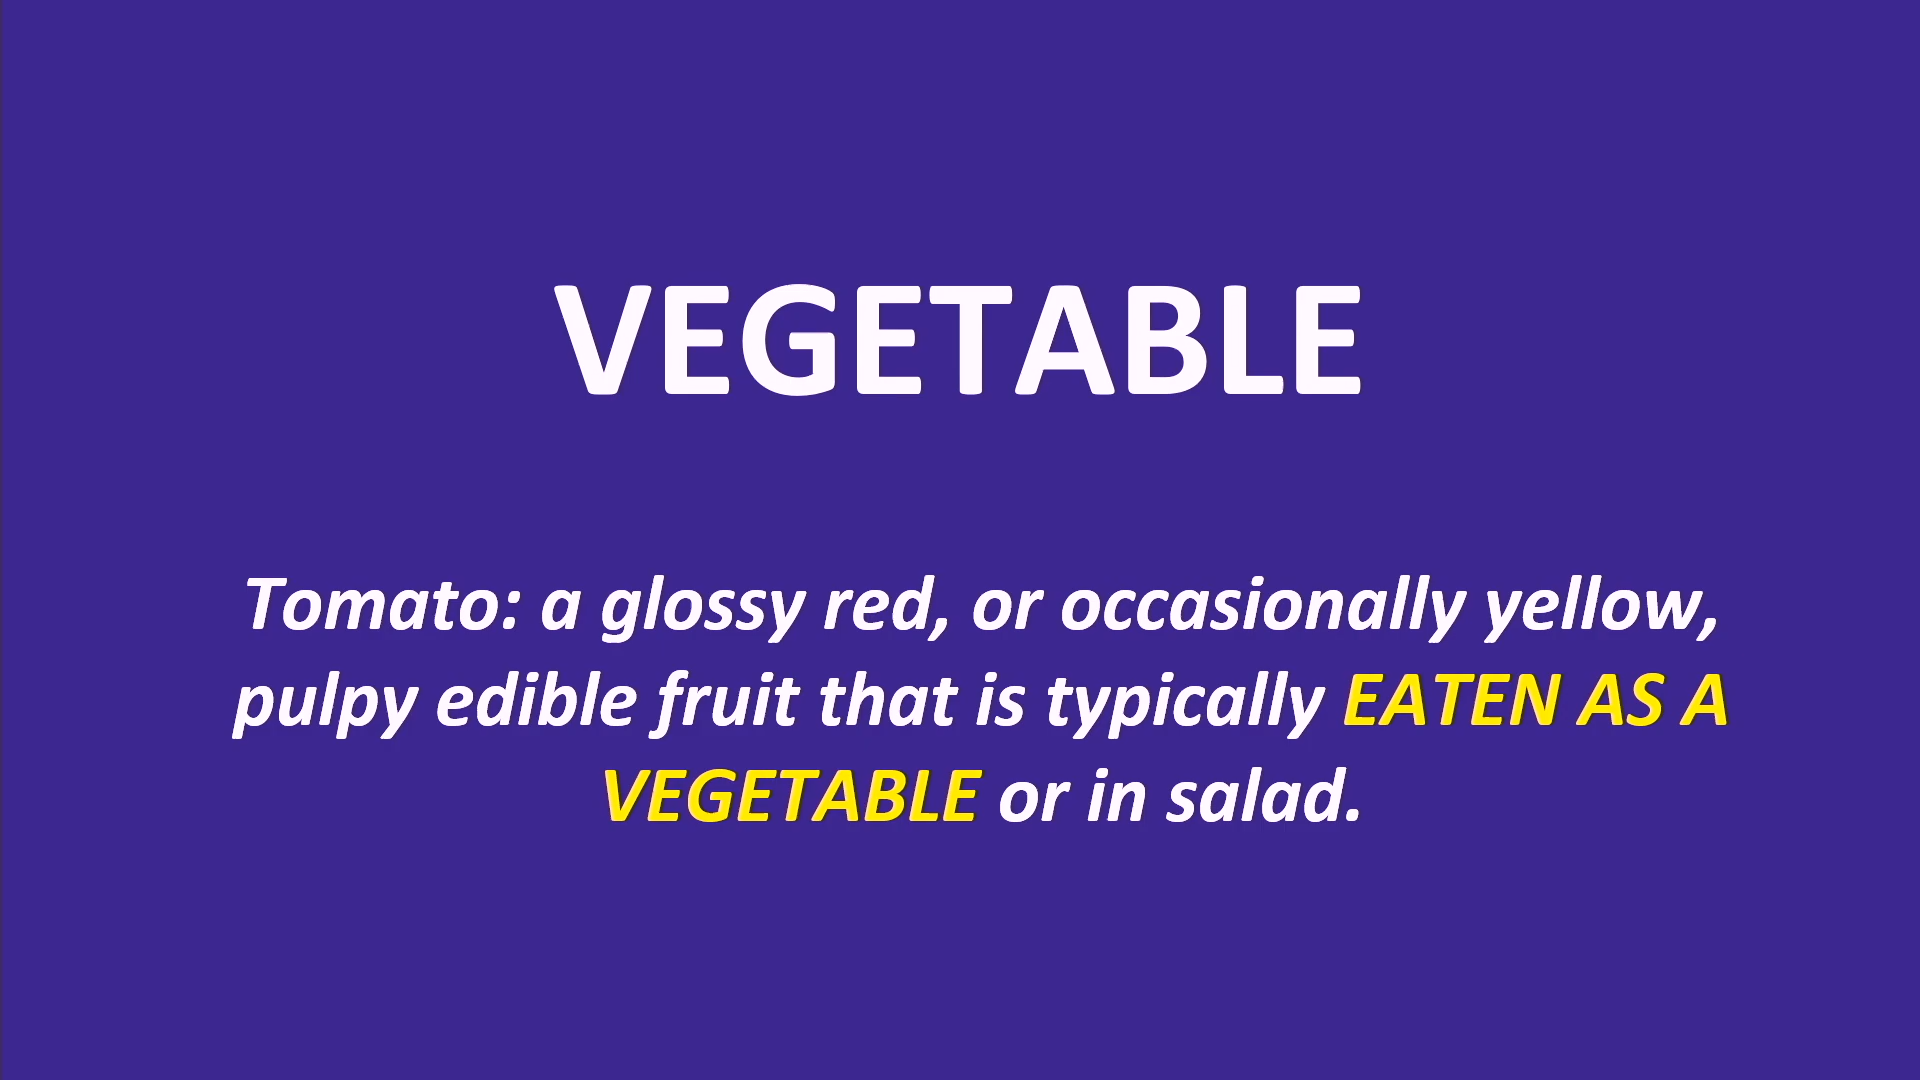 VEGETABLE
Tomato: a glossy red, or occasionally yellow,
pulpy edible fruit that is typically EATEN AS A
VEGETABLE or in salad.